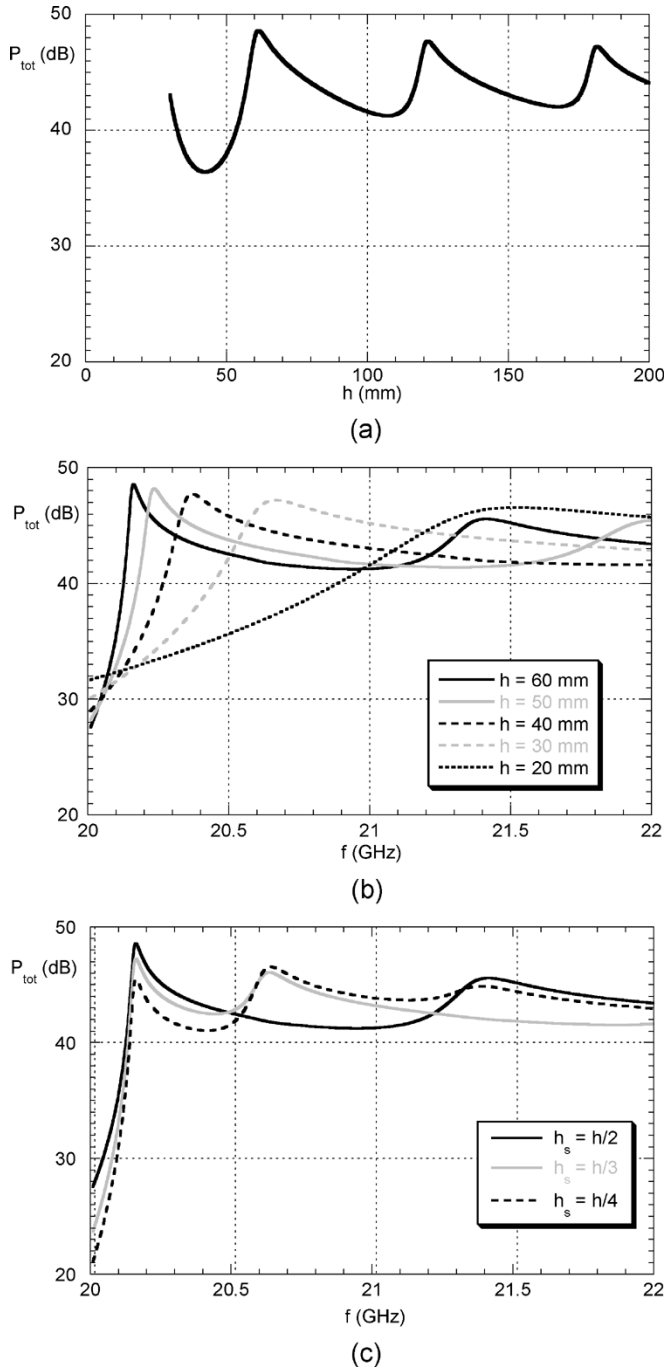 50
P_tot (dB)
40
30
20
0 50 100 150 200
h (mm)
(a)
50
P_tot (dB)
40
30
20
h = 60 mm
h = 50 mm
h = 40 mm
h = 30 mm
h = 20 mm
20 20.5 21 21.5 22
f (GHz)
(b)
50
P_tot (dB)
40
30
20
h_s = h/2
h_s = h/3
h_s = h/4
20 20.5 21 21.5 22
f (GHz)
(c)